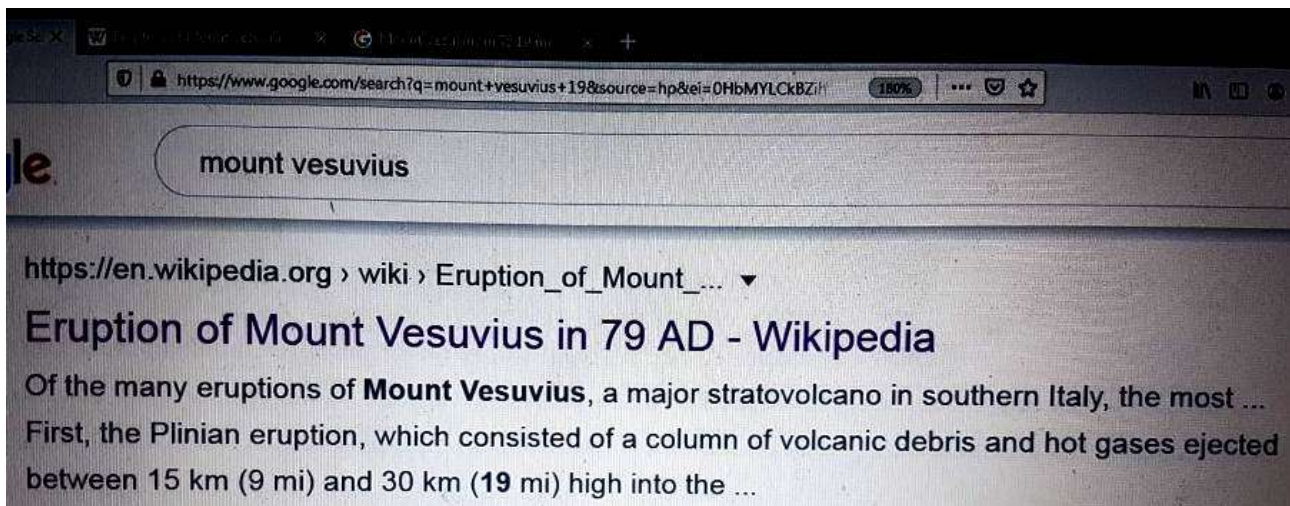 https://www.google.com/search?q=mount+vesuvius+19&source=hp&ei=0HbMYLCkBZiH 180%
le
mount vesuvius
https://en.wikipedia.org › wiki › Eruption_of_Mount_...
Eruption of Mount Vesuvius in 79 AD - Wikipedia
Of the many eruptions of Mount Vesuvius, a major stratovolcano in southern Italy, the most ...
First, the Plinian eruption, which consisted of a column of volcanic debris and hot gases ejected
between 15 km (9 mi) and 30 km (19 mi) high into the ...